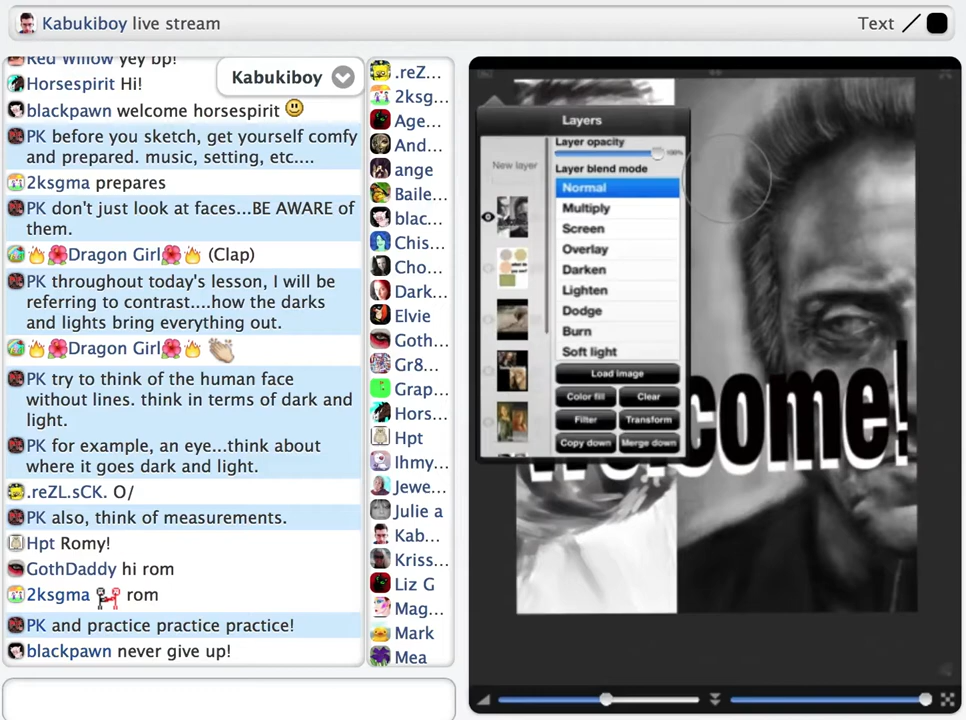 Kabukiboy live stream
Text
Red Willow yey bp!
Kabukiboy
Horsespirit Hi!
blackpawn welcome horsespirit
PK before you sketch, get yourself comfy
and prepared. music, setting, etc....
2ksgma prepares
PK don't just look at faces...BE AWARE of
them.
Dragon Girl (Clap)
PK throughout today's lesson, I will be
referring to contrast....how the darks
and lights bring everything out.
Dragon Girl
PK try to think of the human face
without lines. think in terms of dark and
light.
PK for example, an eye...think about
where it goes dark and light.
.reZL.sCK. O/
PK also, think of measurements.
Hpt Romy!
GothDaddy hi rom
2ksgma rom
PK and practice practice practice!
blackpawn never give up!
.reZ...
2ksg...
Age...
And...
ange
Baile...
blac...
Chis...
Cho...
Dark...
Elvie
Goth...
Gr8...
Grap...
Hors...
Hpt
Ihmy...
Jewe...
Julie a
Kab...
Kriss...
Liz G
Mag...
Mark
Mea
Layers
New layer
Layer opacity
100%
Layer blend mode
Normal
Multiply
Screen
Overlay
Darken
Lighten
Dodge
Burn
Soft light
Load image
Color fill
Clear
Filter
Transform
Copy down
Merge down
Welcome!